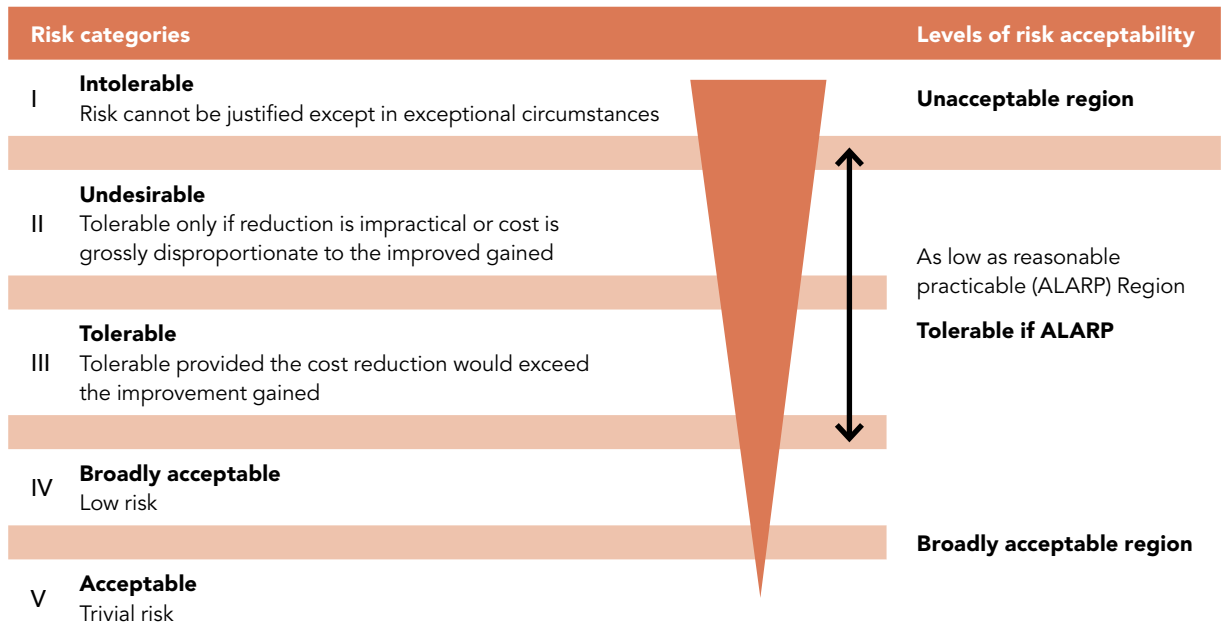 Risk categories
Levels of risk acceptability
I
Intolerable
Risk cannot be justified except in exceptional circumstances
Unacceptable region
II
Undesirable
Tolerable only if reduction is impractical or cost is
grossly disproportionate to the improved gained
As low as reasonable
practicable (ALARP) Region
Tolerable if ALARP
III
Tolerable
Tolerable provided the cost reduction would exceed
the improvement gained
IV
Broadly acceptable
Low risk
Broadly acceptable region
V
Acceptable
Trivial risk